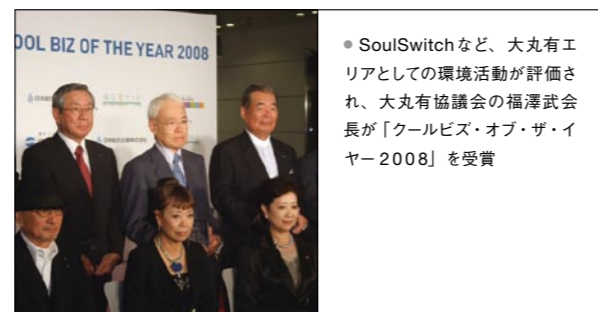 OOL BIZ OF THE YEAR 2008
● SoulSwitchなど、大丸有エ
リアとしての環境活動が評価さ
れ、大丸有協議会の福澤武会
長が「クールビズ・オブ・ザ・イ
ヤー2008」を受賞